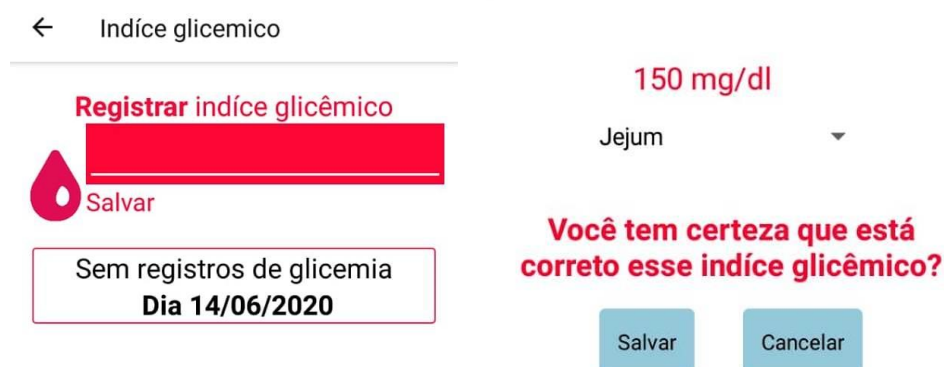 Indíce glicemico
Registrar indíce glicêmico
Salvar
Sem registros de glicemia
Dia 14/06/2020
150 mg/dl
Jejum
Você tem certeza que está
correto esse indíce glicêmico?
Salvar
Cancelar